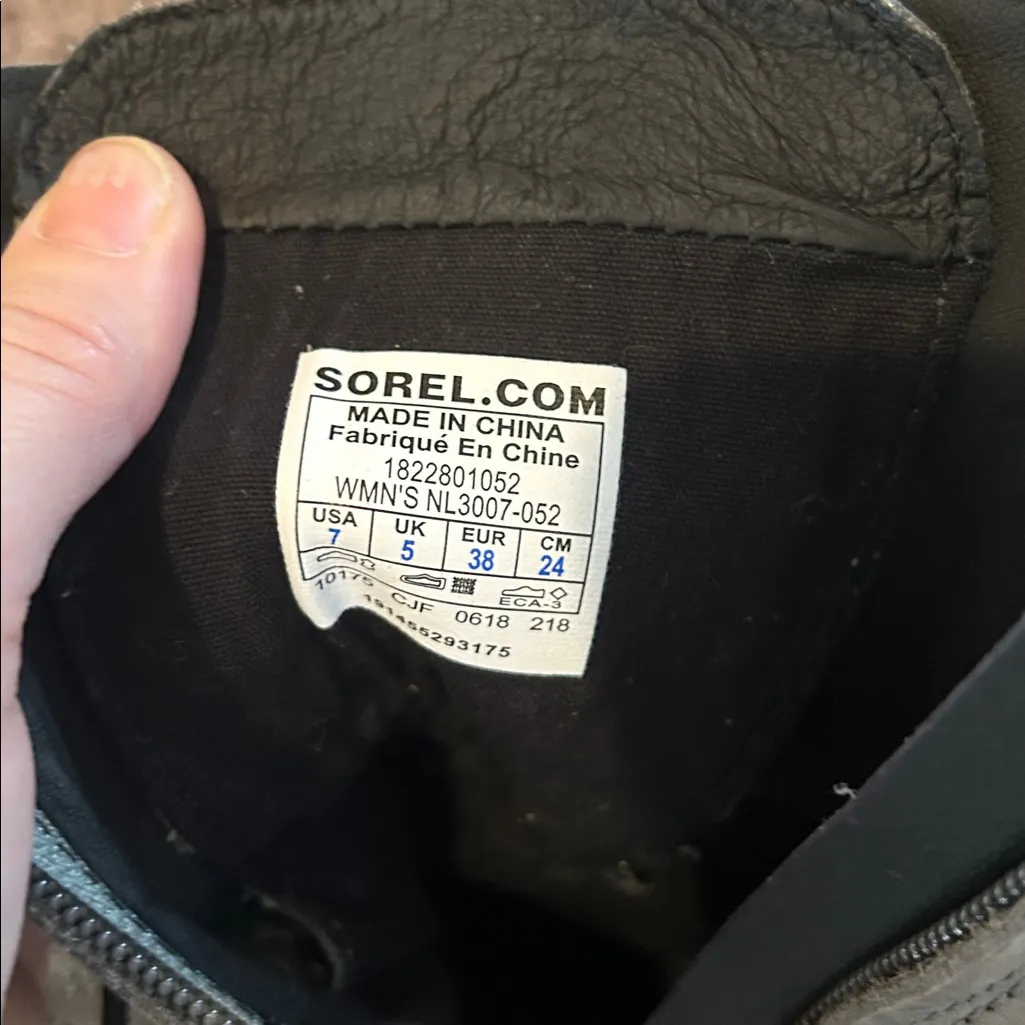 SOREL.COM
MADE IN CHINA
Fabriqué En Chine
1822801052
WMN'S NL3007-052
USA UK EUR CM
7 5 38 24
ECA-3
10175 CJF 0618 218
191455293175